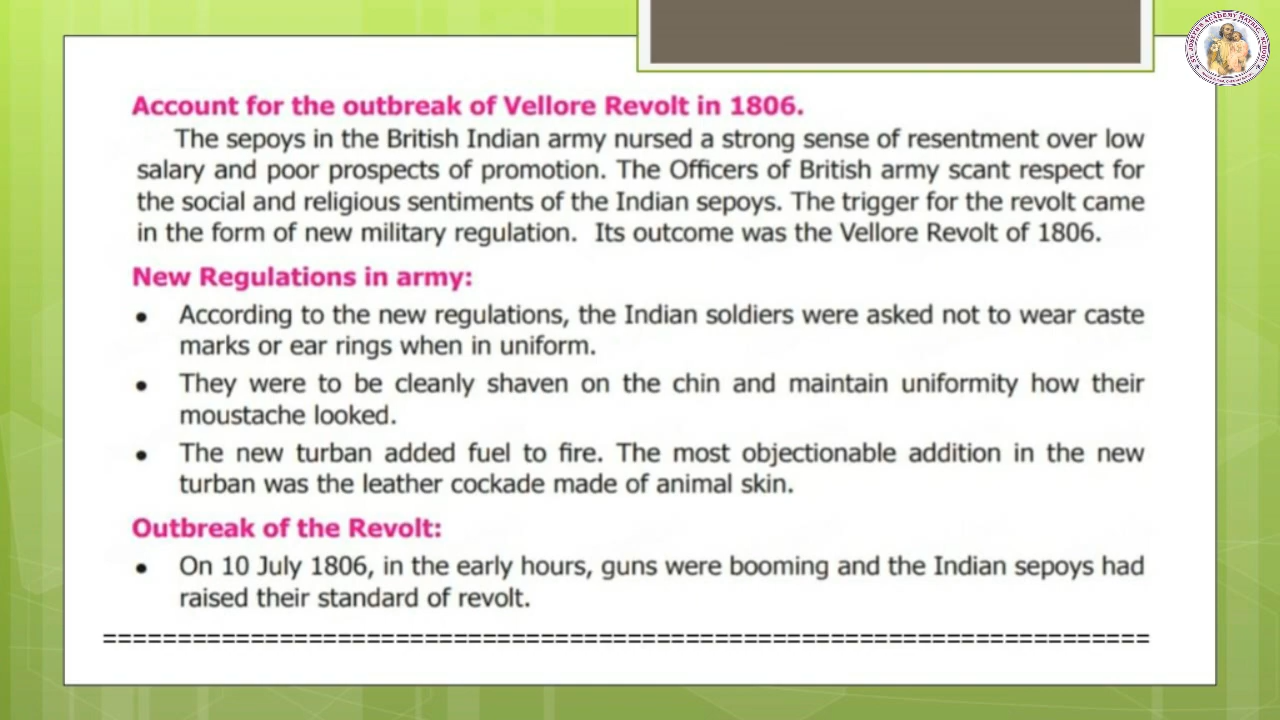 Account for the outbreak of Vellore Revolt in 1806.
The sepoys in the British Indian army nursed a strong sense of resentment over low
salary and poor prospects of promotion. The Officers of British army scant respect for
the social and religious sentiments of the Indian sepoys. The trigger for the revolt came
in the form of new military regulation. Its outcome was the Vellore Revolt of 1806.
New Regulations in army:
• According to the new regulations, the Indian soldiers were asked not to wear caste
marks or ear rings when in uniform.
• They were to be cleanly shaven on the chin and maintain uniformity how their
moustache looked.
• The new turban added fuel to fire. The most objectionable addition in the new
turban was the leather cockade made of animal skin.
Outbreak of the Revolt:
• On 10 July 1806, in the early hours, guns were booming and the Indian sepoys had
raised their standard of revolt.
======================================================================